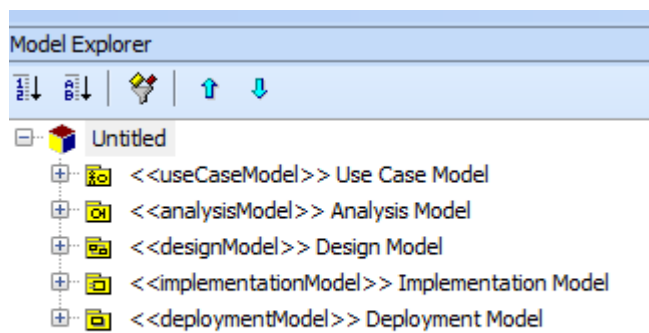 Model Explorer
Untitled
<<useCaseModel>> Use Case Model
<<analysisModel>> Analysis Model
<<designModel>> Design Model
<<implementationModel>> Implementation Model
<<deploymentModel>> Deployment Model